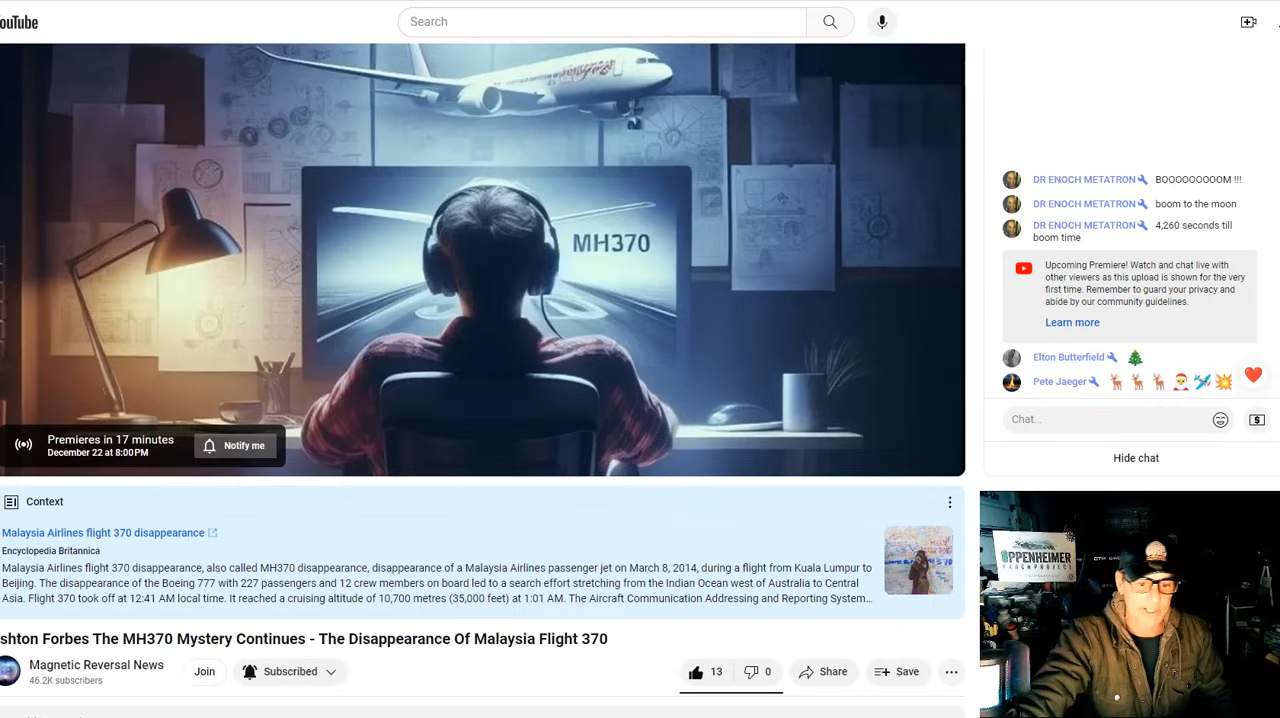 ouTube
Search
MH370
Premieres in 17 minutes
December 22 at 8:00PM
Notify me
DR ENOCH METATRON BOOOOOOOOM !!!
DR ENOCH METATRON boom to the moon
DR ENOCH METATRON 4,260 seconds till
boom time
Upcoming Premiere! Watch and chat live with
other viewers as this upload is shown for the very
first time. Remember to guard your privacy and
abide by our community guidelines.
Learn more
Elton Butterfield 🎄
Pete Jaeger 🦌 🦌 🦌 🎅 🛩️ 💥
Chat...
Hide chat
Context
Malaysia Airlines flight 370 disappearance
Encyclopedia Britannica
Malaysia Airlines flight 370 disappearance, also called MH370 disappearance, disappearance of a Malaysia Airlines passenger jet on March 8, 2014, during a flight from Kuala Lumpur to
Beijing. The disappearance of the Boeing 777 with 227 passengers and 12 crew members on board led to a search effort stretching from the Indian Ocean west of Australia to Central
Asia. Flight 370 took off at 12:41 AM local time. It reached a cruising altitude of 10,700 metres (35,000 feet) at 1:01 AM. The Aircraft Communication Addressing and Reporting System...
shton Forbes The MH370 Mystery Continues - The Disappearance Of Malaysia Flight 370
Magnetic Reversal News
46.2K subscribers
Join
Subscribed
13
0
Share
Save
OPPENHEIMER
RANCH PROJECT